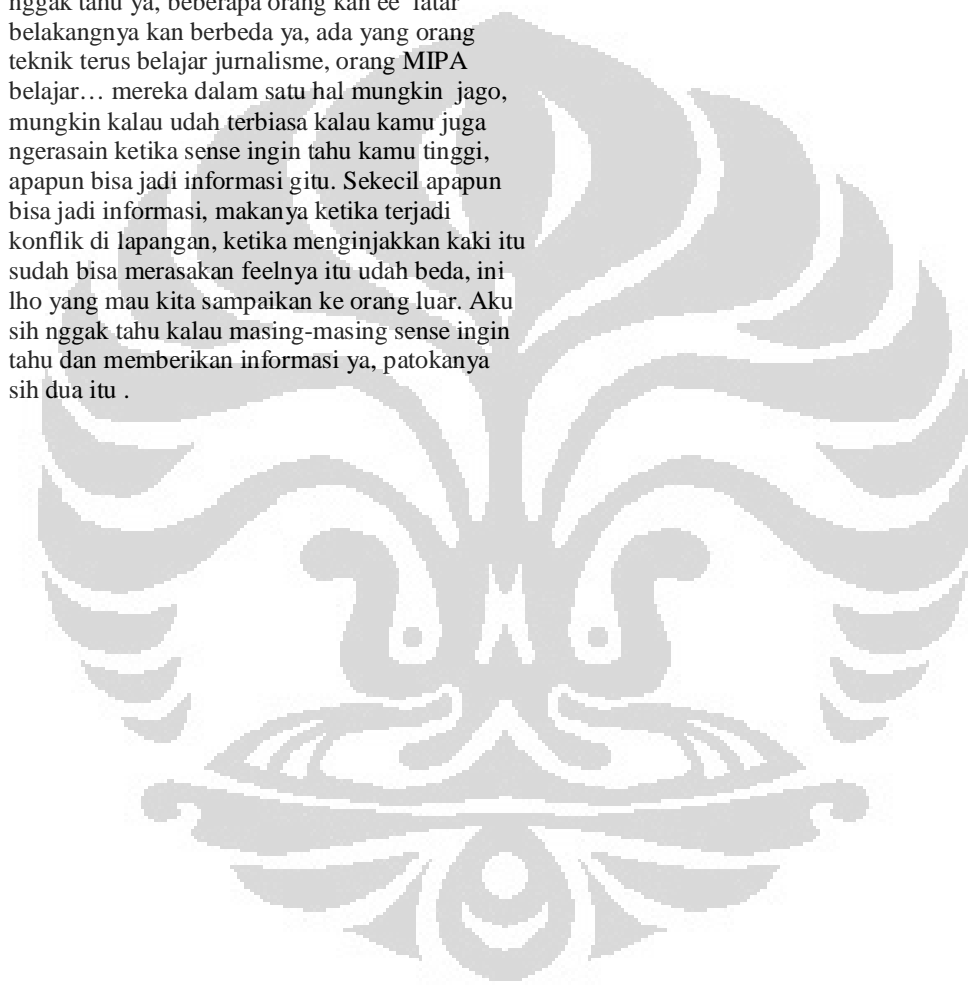 nggak tahu ya, beberapa orang kan ee latar
belakangnya kan berbeda ya, ada yang orang
teknik terus belajar jurnalisme, orang MIPA
belajar… mereka dalam satu hal mungkin jago,
mungkin kalau udah terbiasa kalau kamu juga
ngerasain ketika sense ingin tahu kamu tinggi,
apapun bisa jadi informasi gitu. Sekecil apapun
bisa jadi informasi, makanya ketika terjadi
konflik di lapangan, ketika menginjakkan kaki itu
sudah bisa merasakan feelnya itu udah beda, ini
lho yang mau kita sampaikan ke orang luar. Aku
sih nggak tahu kalau masing-masing sense ingin
tahu dan memberikan informasi ya, patokanya
sih dua itu .